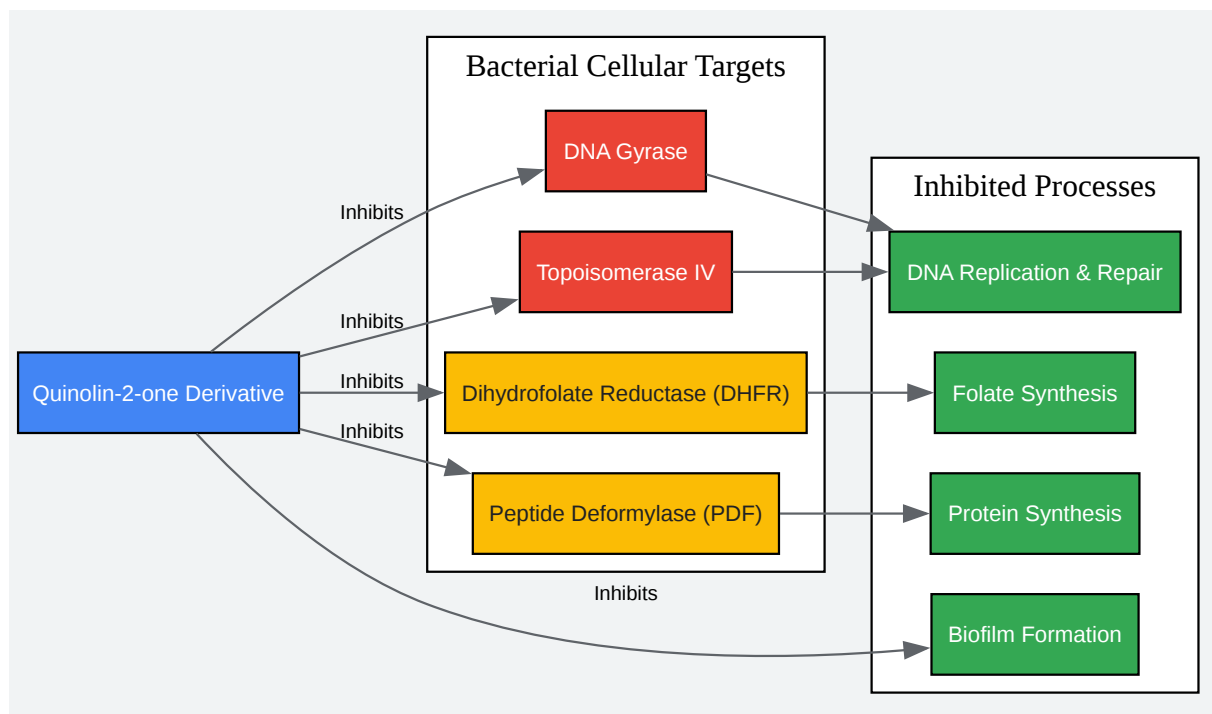 Bacterial Cellular Targets
DNA Gyrase
Inhibited Processes
Inhibits
Topoisomerase IV
DNA Replication & Repair
Inhibits
Quinolin-2-one Derivative
Inhibits
Dihydrofolate Reductase (DHFR)
Folate Synthesis
Inhibits
Peptide Deformylase (PDF)
Protein Synthesis
Inhibits
Biofilm Formation